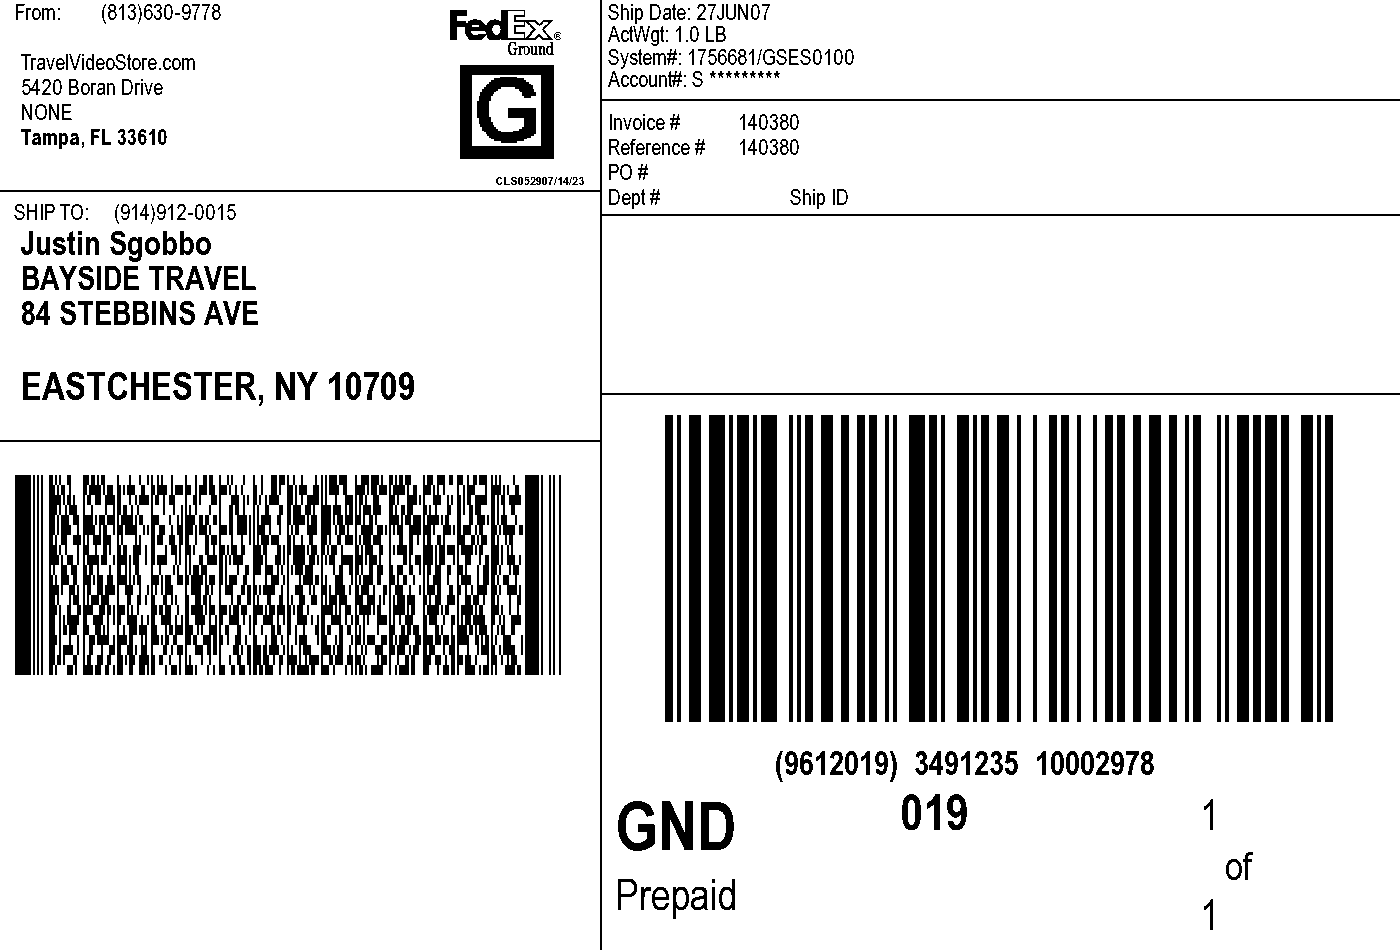 From: (813)630-9778
TravelVideoStore.com
5420 Boran Drive
NONE
Tampa, FL 33610
FedEx®
Ground
G
CLS052907/14/23
Ship Date: 27JUN07
ActWgt: 1.0 LB
System#: 1756681/GSES0100
Account#: S *********
Invoice # 140380
Reference # 140380
PO #
Dept # Ship ID
SHIP TO: (914)912-0015
Justin Sgobbo
BAYSIDE TRAVEL
84 STEBBINS AVE
EASTCHESTER, NY 10709
(9612019) 3491235 10002978
GND 019 1
of
Prepaid 1